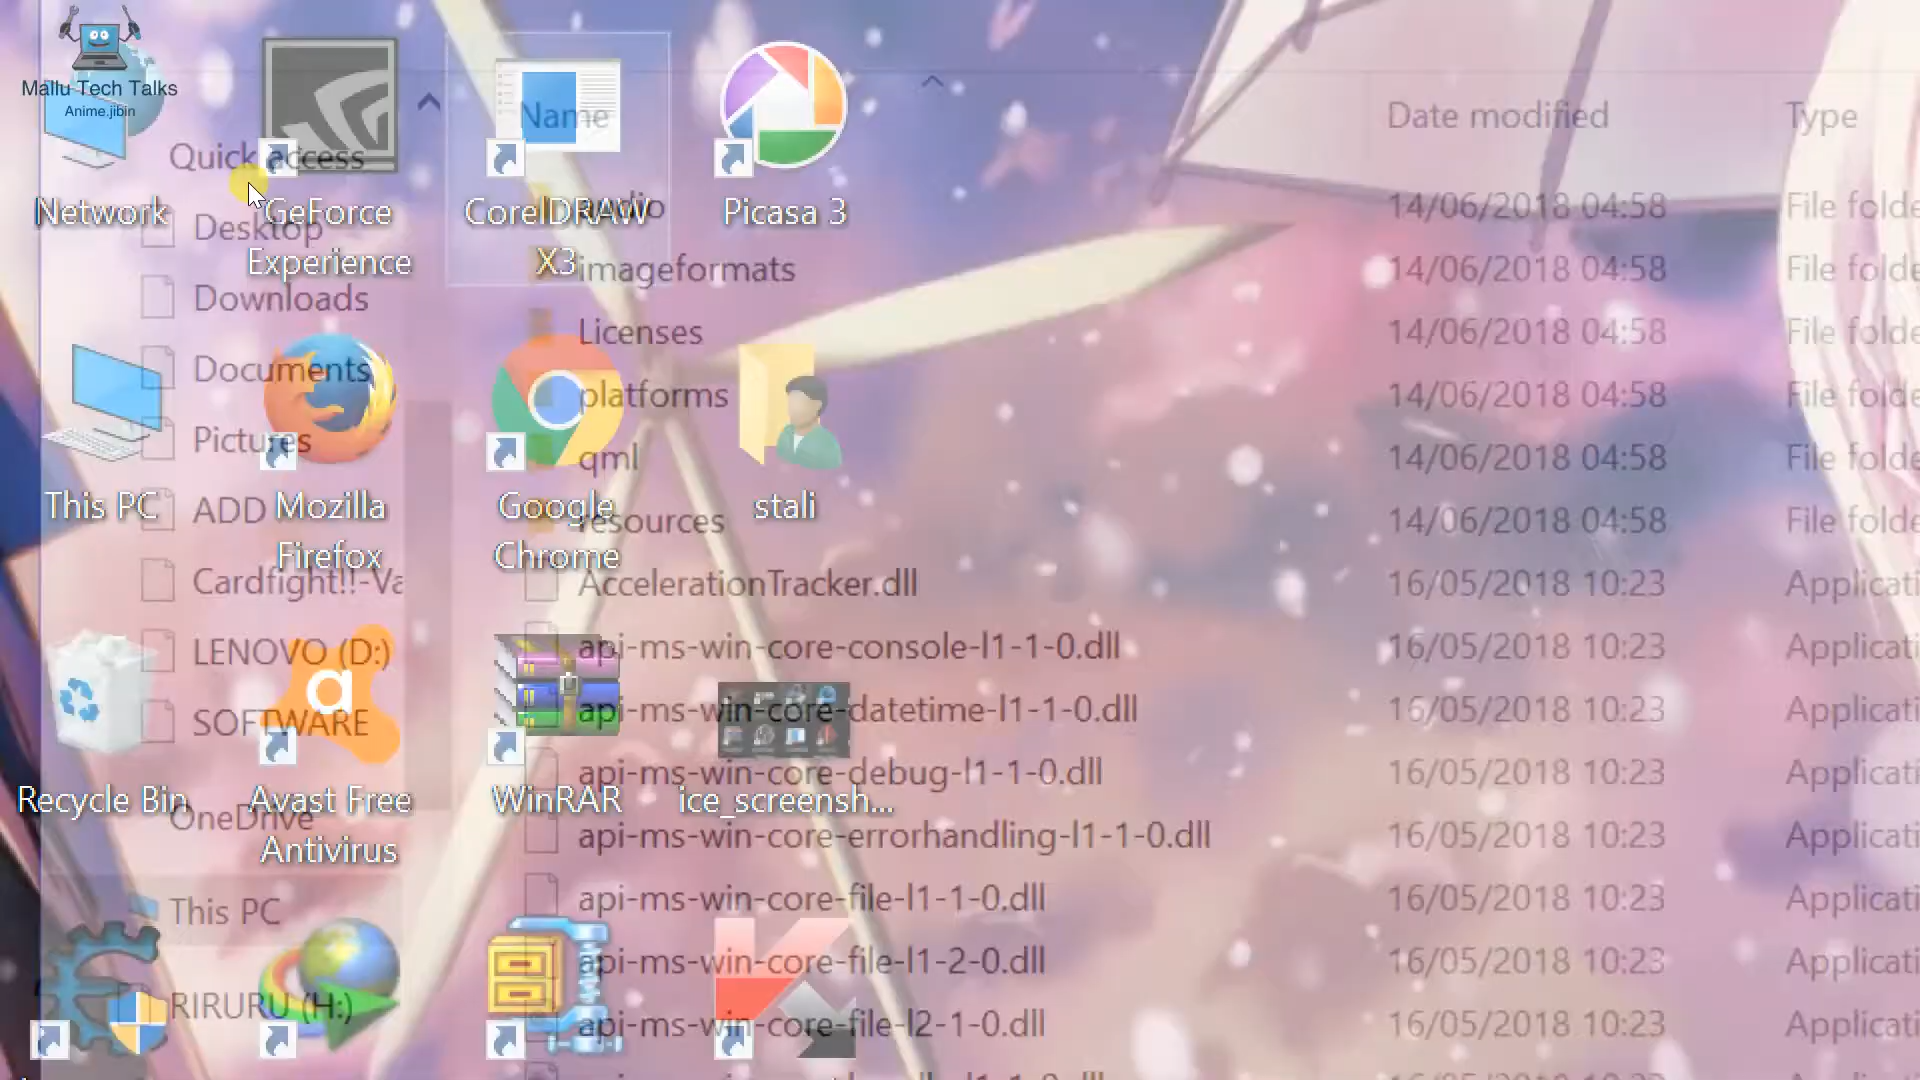 Mallu Tech Talks
Anime.jibin
Network
GeForce
Experience
CorelDRAW
X3
Picasa 3
This PC
Mozilla
Firefox
Google
Chrome
stali
Recycle Bin
Avast Free
Antivirus
WinRAR
ice_screensh...
Quick access
Desktop
Downloads
Documents
Pictures
ADD
Cardfight!!-Va
LENOVO (D:)
SOFTWARE
OneDrive
This PC
RIRURU (H:)
Name Date modified Type
audio 14/06/2018 04:58 File folde
imageformats 14/06/2018 04:58 File folde
Licenses 14/06/2018 04:58 File folde
platforms 14/06/2018 04:58 File folde
qml 14/06/2018 04:58 File folde
resources 14/06/2018 04:58 File folde
AccelerationTracker.dll 16/05/2018 10:23 Applicati
api-ms-win-core-console-l1-1-0.dll 16/05/2018 10:23 Applicati
api-ms-win-core-datetime-l1-1-0.dll 16/05/2018 10:23 Applicati
api-ms-win-core-debug-l1-1-0.dll 16/05/2018 10:23 Applicati
api-ms-win-core-errorhandling-l1-1-0.dll 16/05/2018 10:23 Applicati
api-ms-win-core-file-l1-1-0.dll 16/05/2018 10:23 Applicati
api-ms-win-core-file-l1-2-0.dll 16/05/2018 10:23 Applicati
api-ms-win-core-file-l2-1-0.dll 16/05/2018 10:23 Applicati